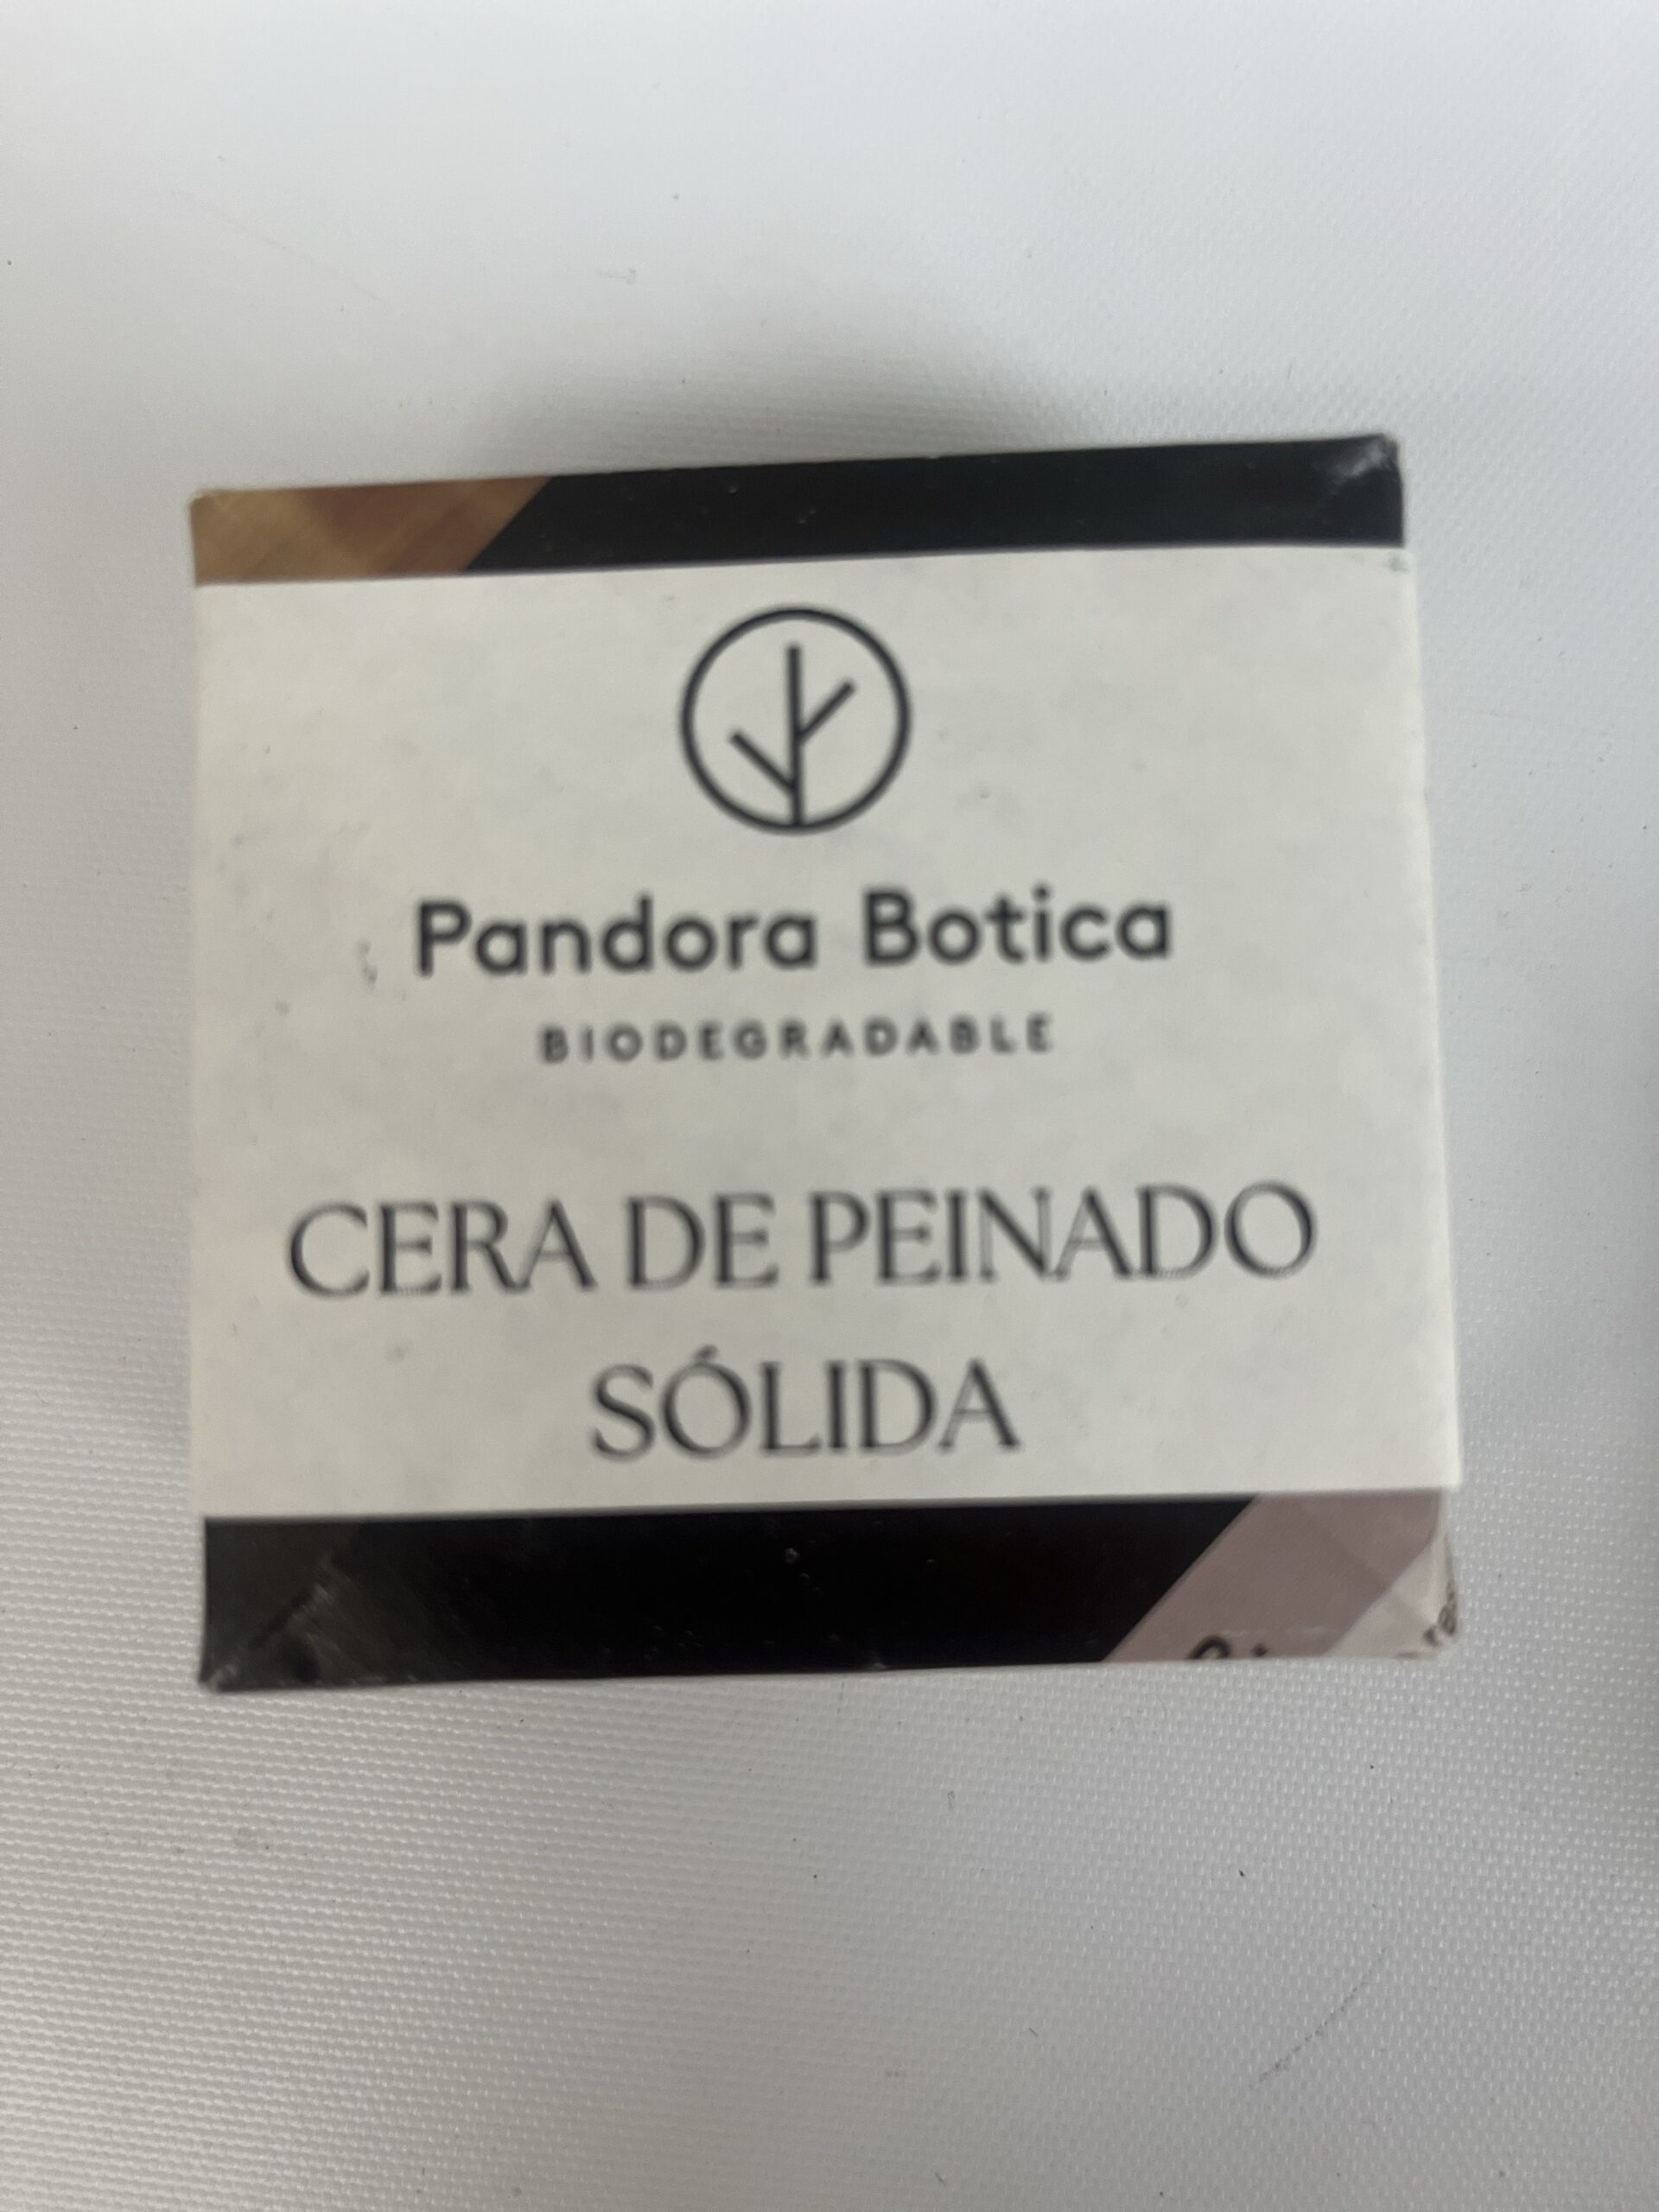 Pandora Botica
BIODEGRADABLE
CERA DE PEINADO
SÓLIDA